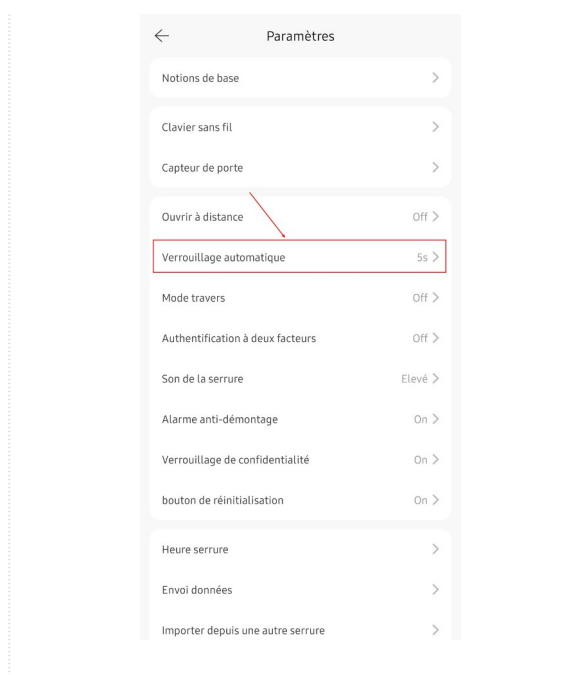 Paramètres
Notions de base
Clavier sans fil
Capteur de porte
Ouvrir à distance Off
Verrouillage automatique 5s
Mode travers Off
Authentification à deux facteurs Off
Son de la serrure Elevé
Alarme anti-démontage On
Verrouillage de confidentialité On
bouton de réinitialisation On
Heure serrure
Envoi données
Importer depuis une autre serrure